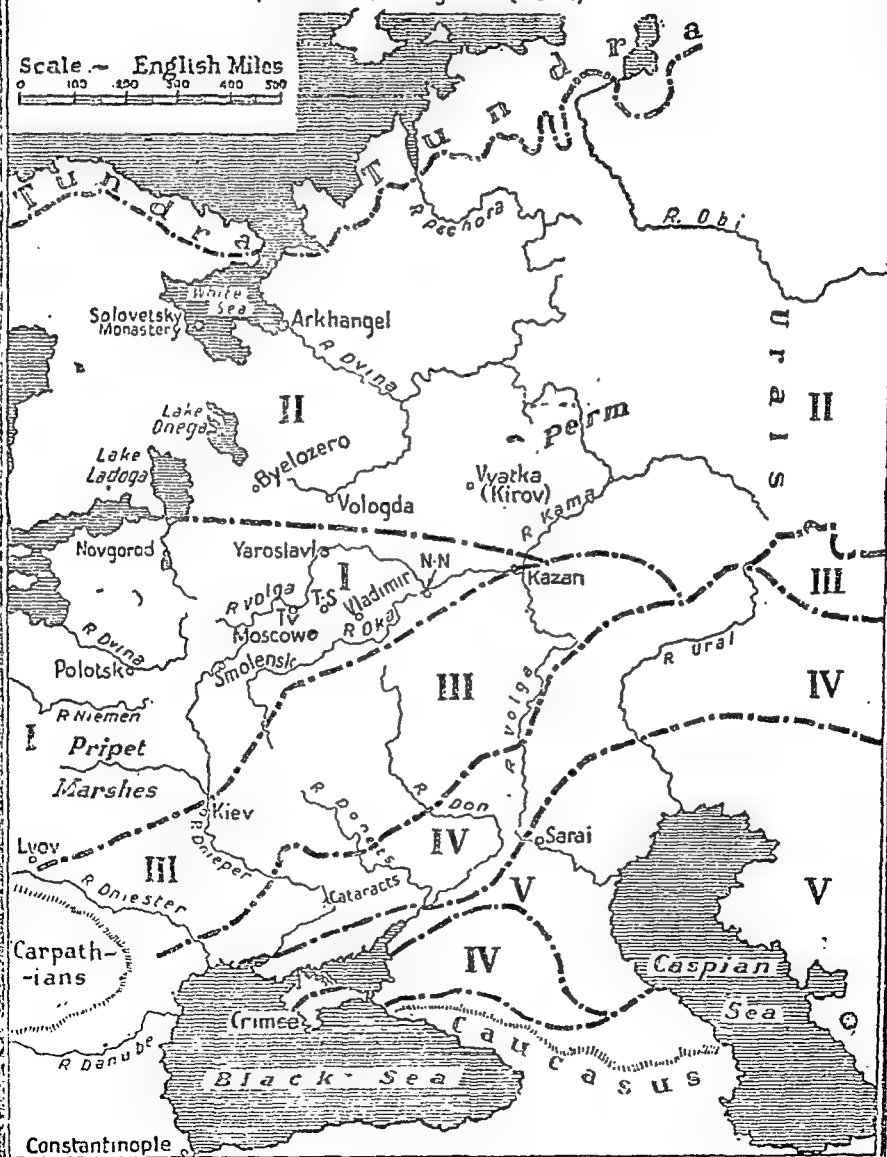 Scale.~ English Miles
0 100 200 300 400 500
Tundra
Tundra
R. Pechora
R. Obi
White Sea
Solovetsky Monastery
Arkhangel
R Dvina
Urals
II
II
Lake Onega
Perm
Lake Ladoga
Byelozero
Vyatka (Kirov)
Vologda
R Kama
Novgorod
Yaroslavl
N·N
I
Kazan
III
R Volga
T-S
Vladimir
Tv
Moscow
R Oka
R Dvina
Smolensk
R Ural
Polotsk
III
IV
R Niemen
R Volga
I
Pripet
Marshes
R Don
Kiev
R Donets
Sarai
Lvov
R Dnieper
IV
III
Cataracts
V
V
R Dniester
Carpath-
-ians
IV
Caspian
Sea
Crimea
Caucasus
R Danube
Black Sea
Constantinople